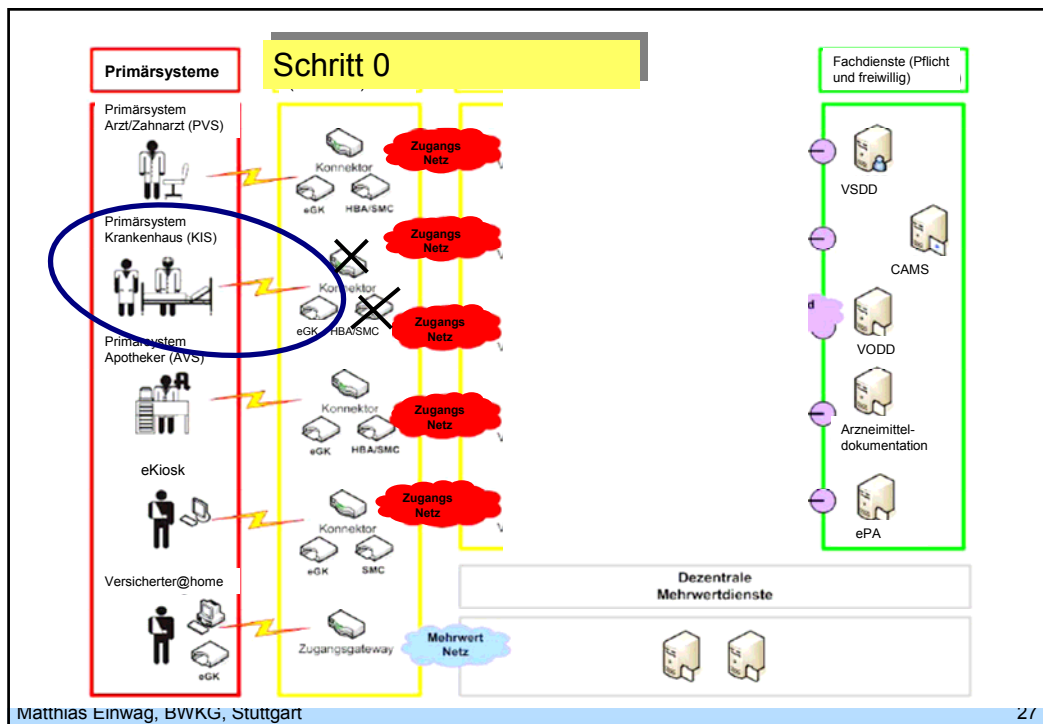 Schritt 0
Primärsysteme
Fachdienste (Pflicht
und freiwillig)
Primärsystem
Arzt/Zahnarzt (PVS)
Konnektor
eGK
HBA/SMC
Zugangs
Netz
VSDD
Primärsystem
Krankenhaus (KIS)
Konnektor
eGK
HBA/SMC
Zugangs
Netz
CAMS
Zugangs
Netz
VODD
Primärsystem
Apotheker (AVS)
Konnektor
eGK
HBA/SMC
Zugangs
Netz
Arzneimittel-
dokumentation
eKiosk
Konnektor
eGK
SMC
Zugangs
Netz
ePA
Versicherter@home
eGK
Zugangsgateway
Mehrwert
Netz
Dezentrale
Mehrwertdienste
Matthias Einwag, BWKG, Stuttgart
27